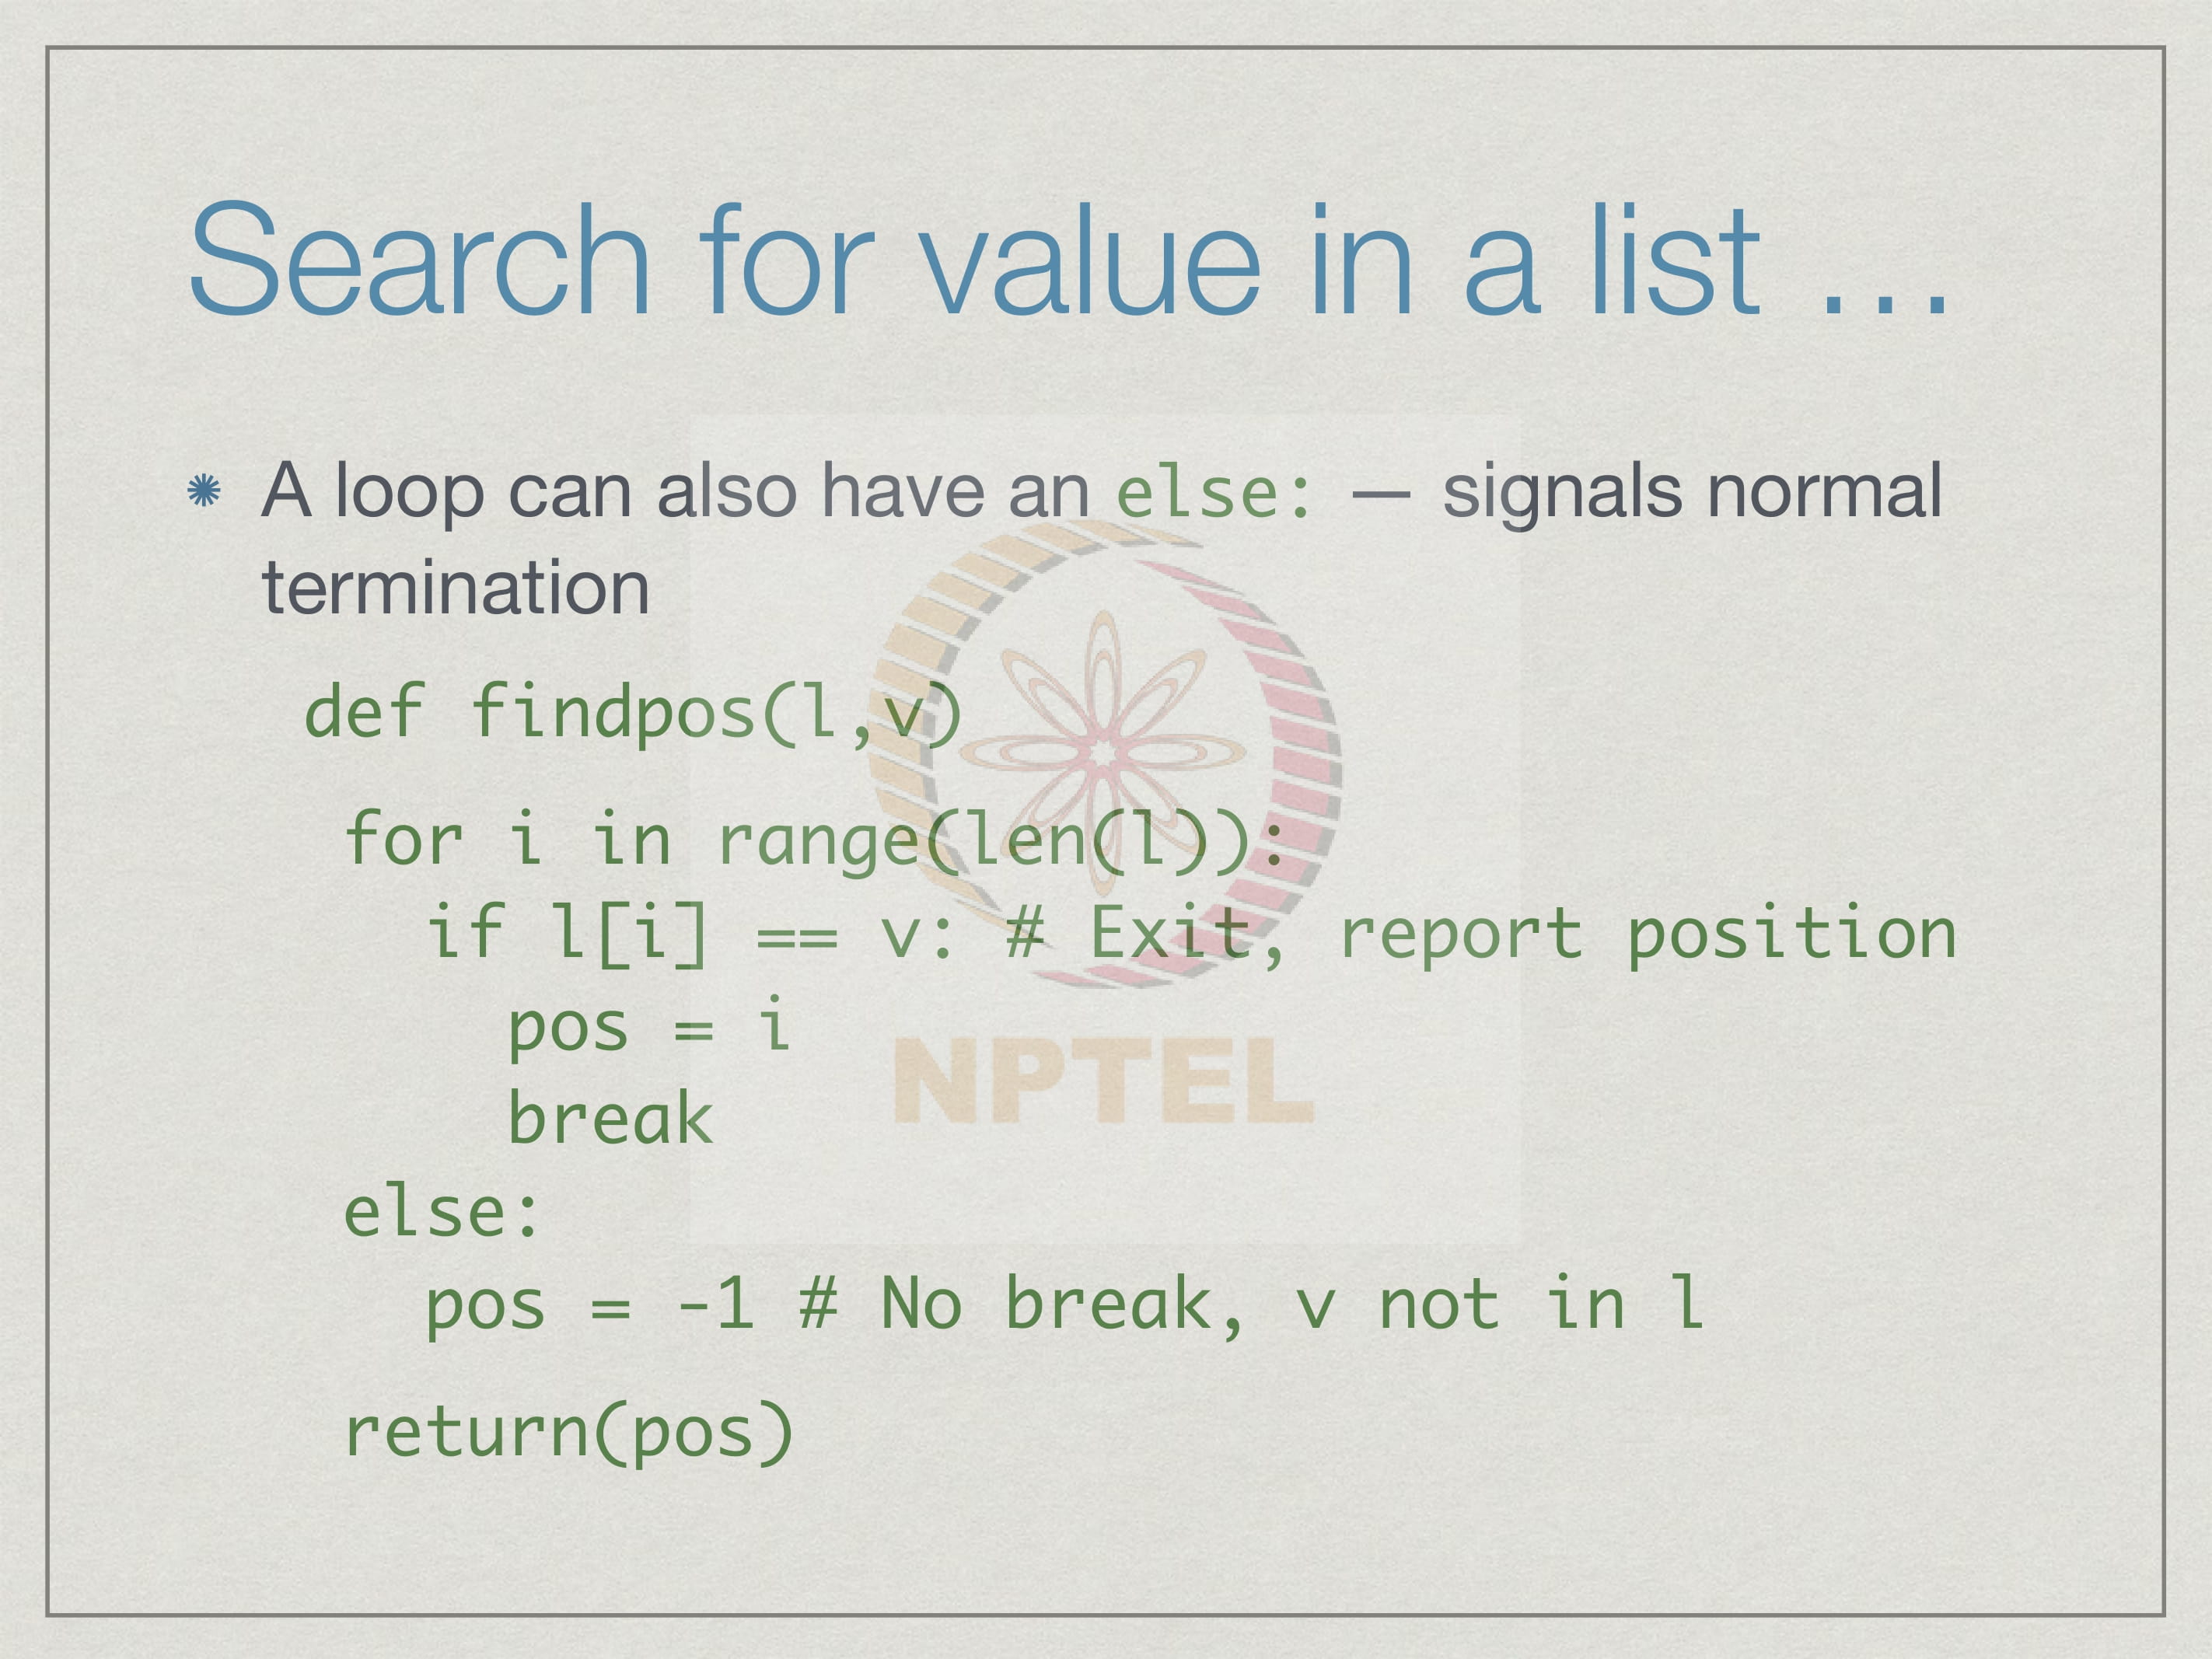 Search for value in a list …
A loop can also have an else: — signals normal
termination
def findpos(l,v)
for i in range(len(l)):
if l[i] == v: # Exit, report position
pos = i
break
else:
pos = -1 # No break, v not in l
return(pos)
NPTEL